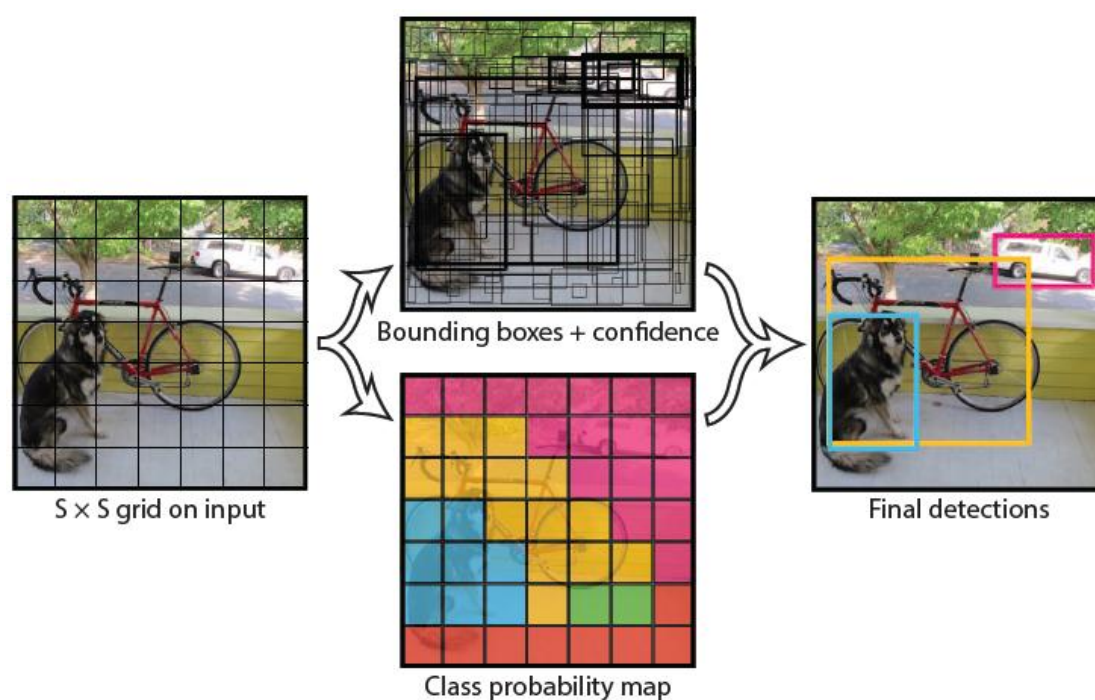 Bounding boxes + confidence
S × S grid on input
Final detections
Class probability map